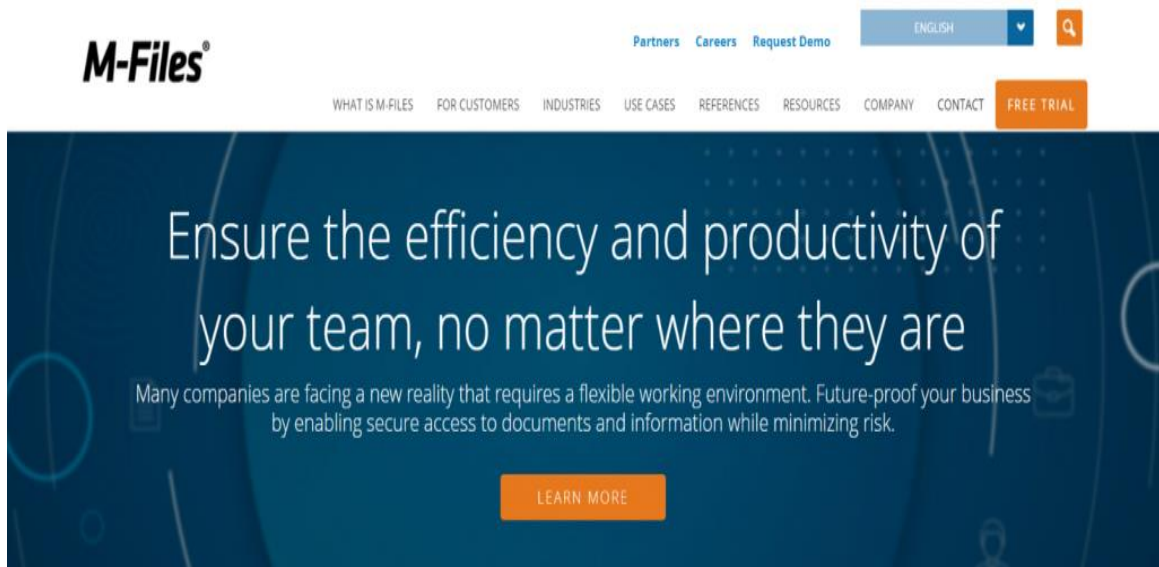 Partners Careers Request Demo ENGLISH
M-Files®
WHAT IS M-FILES FOR CUSTOMERS INDUSTRIES USE CASES REFERENCES RESOURCES COMPANY CONTACT FREE TRIAL
Ensure the efficiency and productivity of
your team, no matter where they are
Many companies are facing a new reality that requires a flexible working environment. Future-proof your business
by enabling secure access to documents and information while minimizing risk.
LEARN MORE